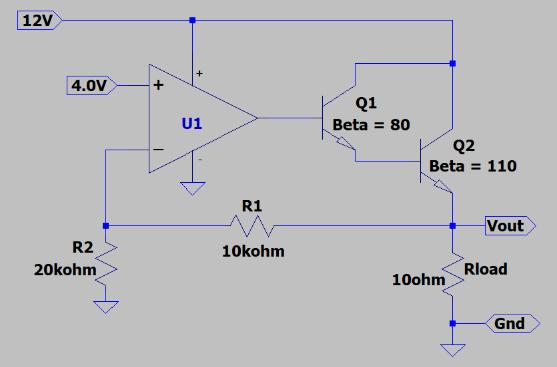 12V
4.0V
+
+
U1
-
—
Q1
Beta = 80
Q2
Beta = 110
R1
10kohm
Vout
R2
20kohm
Rload
10ohm
Gnd